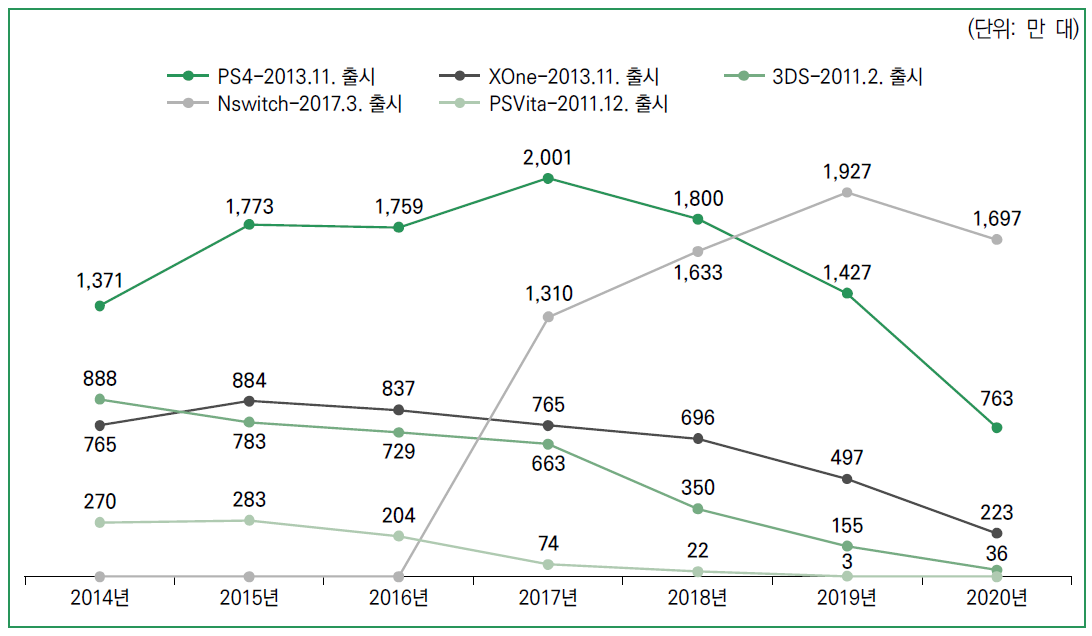 (단위: 만 대)
PS4-2013.11. 출시 XOne-2013.11. 출시 3DS-2011.2. 출시
Nswitch-2017.3. 출시 PSVita-2011.12. 출시
2,001
1,927
1,773 1,759 1,800 1,697
1,371 1,310 1,633 1,427
888 884 837 765 696 763
765 783 729 663 497
270 283 204 350 223
74 22 155 36
3
2014년 2015년 2016년 2017년 2018년 2019년 2020년